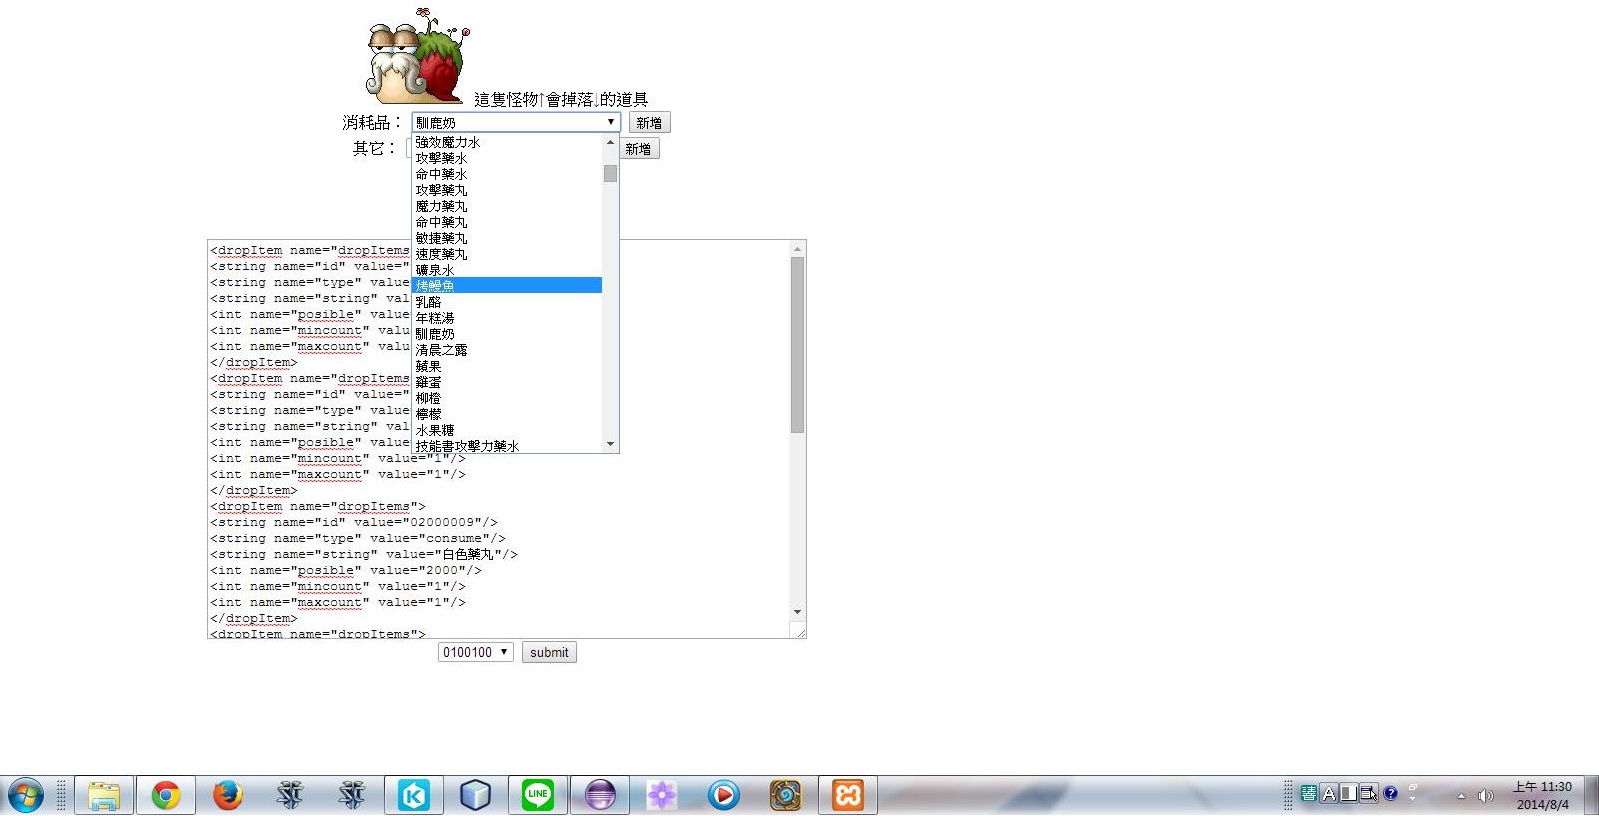 這隻怪物↑會掉落↓的道具
消耗品： 馴鹿奶 新增
其它： 新增
強效魔力水
攻擊藥水
命中藥水
攻擊藥丸
魔力藥丸
命中藥丸
敏捷藥丸
速度藥丸
礦泉水
烤鰻魚
乳酪
年糕湯
馴鹿奶
清晨之露
蘋果
雞蛋
柳橙
檸檬
水果糖
技能書攻擊力藥水
<dropItem name="dropItems
<string name="id" value="
<string name="type" value
<string name="string" val
<int name="posible" value
<int name="mincount" valu
<int name="maxcount" valu
</dropItem>
<dropItem name="dropItems
<string name="id" value="
<string name="type" value
<string name="string" val
<int name="posible" value
<int name="mincount" value="1"/>
<int name="maxcount" value="1"/>
</dropItem>
<dropItem name="dropItems">
<string name="id" value="02000009"/>
<string name="type" value="consume"/>
<string name="string" value="白色藥丸"/>
<int name="posible" value="2000"/>
<int name="mincount" value="1"/>
<int name="maxcount" value="1"/>
</dropItem>
<dropItem name="dropItems">
0100100 submit
LINE
A
上午 11:30
2014/8/4